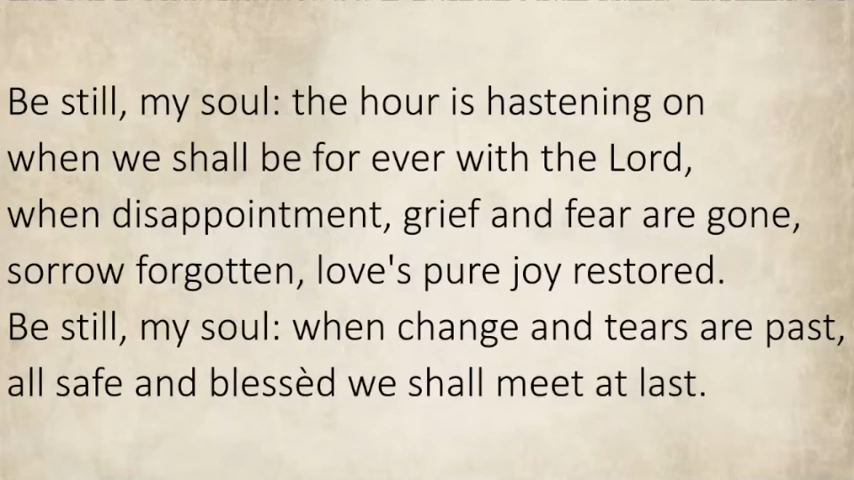 Be still, my soul: the hour is hastening on
when we shall be for ever with the Lord,
when disappointment, grief and fear are gone,
sorrow forgotten, love's pure joy restored.
Be still, my soul: when change and tears are past,
all safe and blessèd we shall meet at last.